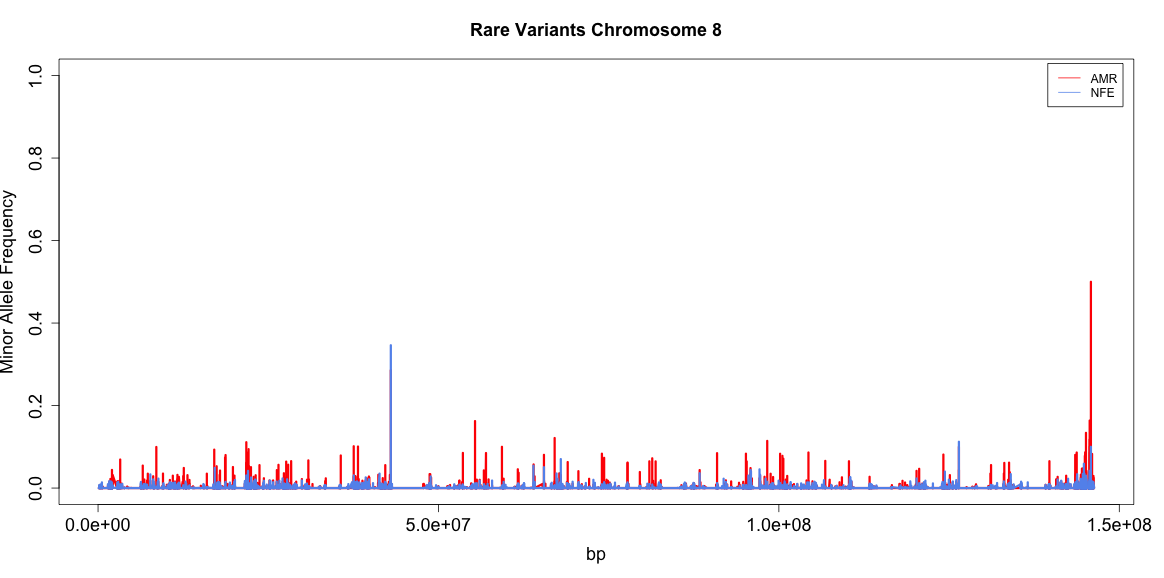 Rare Variants Chromosome 8
AMR
NFE
Minor Allele Frequency
1.0
0.8
0.6
0.4
0.2
0.0
0.0e+00
5.0e+07
1.0e+08
1.5e+08
bp